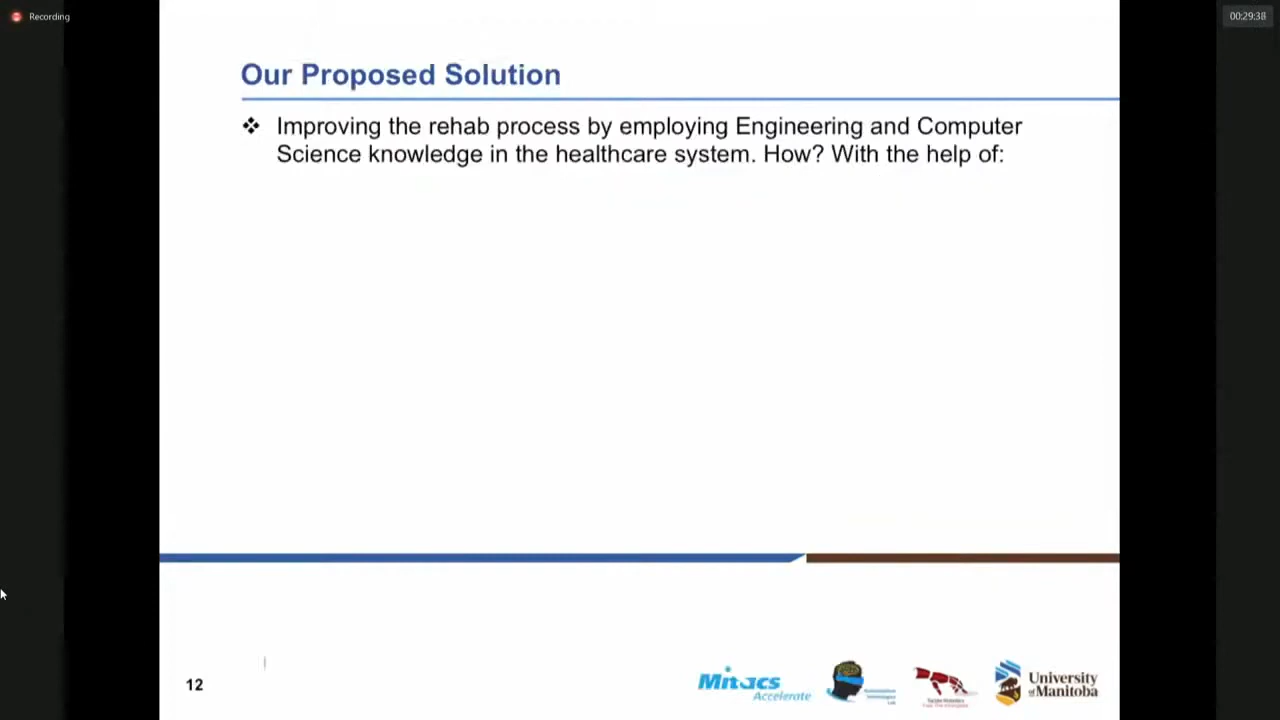 Recording
00:29:38
Our Proposed Solution
❖ Improving the rehab process by employing Engineering and Computer
Science knowledge in the healthcare system. How? With the help of:
12
Mitacs
Accelerate
University
of Manitoba